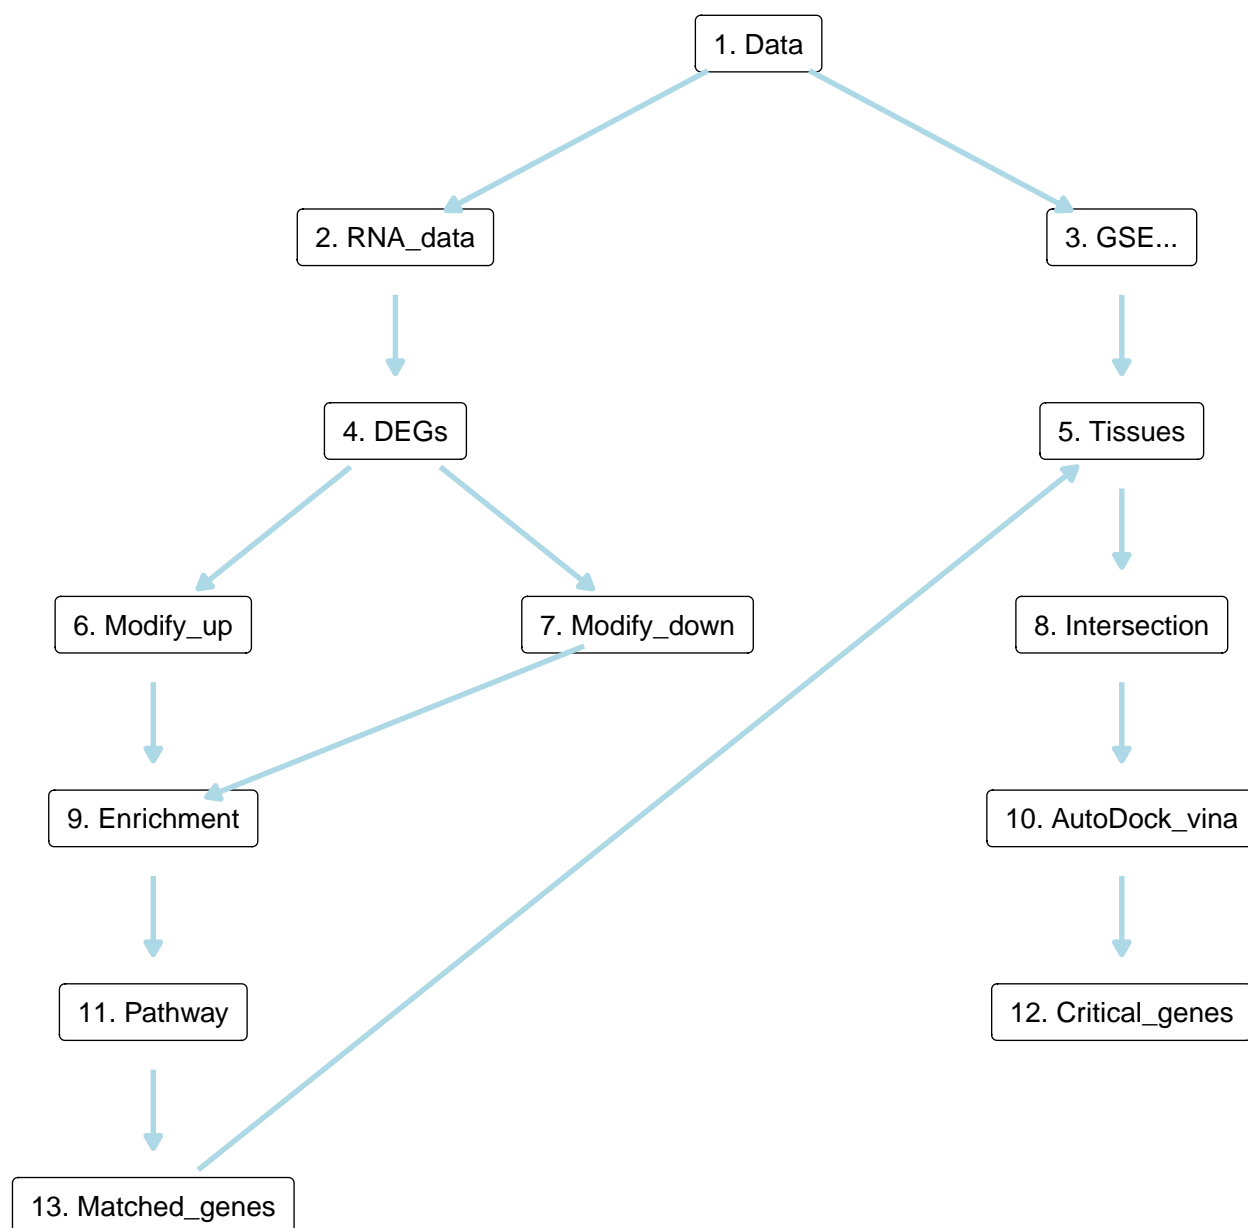 1. Data
2. RNA_data
3. GSE...
4. DEGs
5. Tissues
6. Modify_up
7. Modify_down
8. Intersection
9. Enrichment
10. AutoDock_vina
11. Pathway
12. Critical_genes
13. Matched_genes